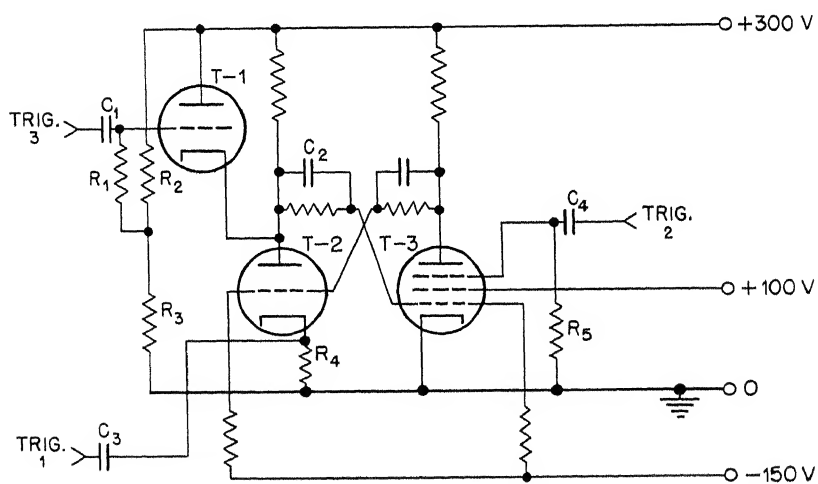 +300 V
T-1
TRIG.
3
C1
R1
R2
C2
C4
TRIG.
2
T-2
T-3
+100 V
R3
R4
R5
0
TRIG.
1
C3
-150 V